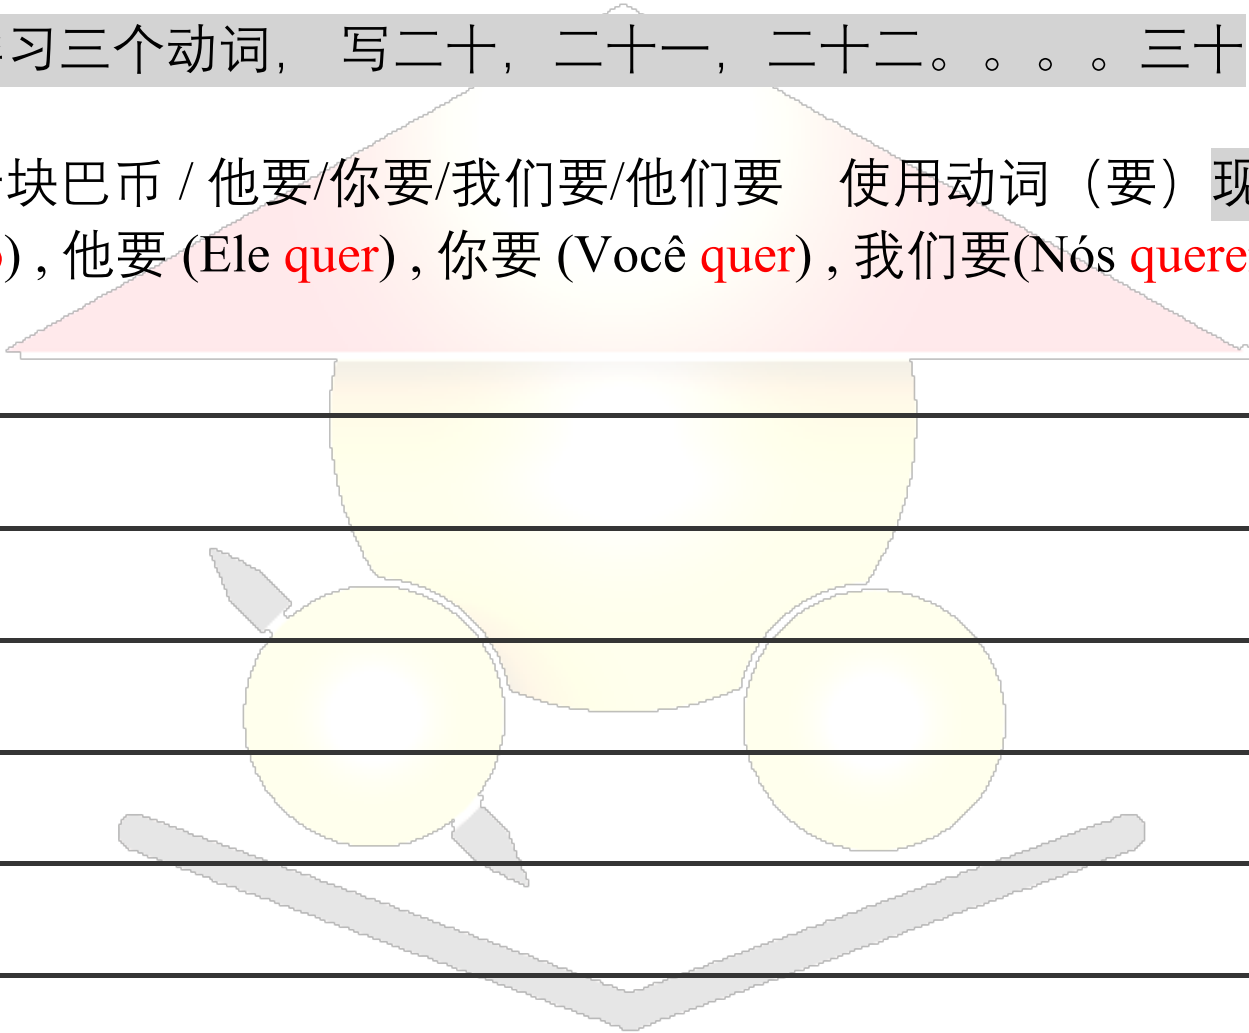 习三个动词， 写二十，二十一，二十二。。。。三十
块巴币 / 他要/你要/我们要/他们要 使用动词（要）现
) , 他要 (Ele quer) , 你要 (Você quer) , 我们要(Nós quere